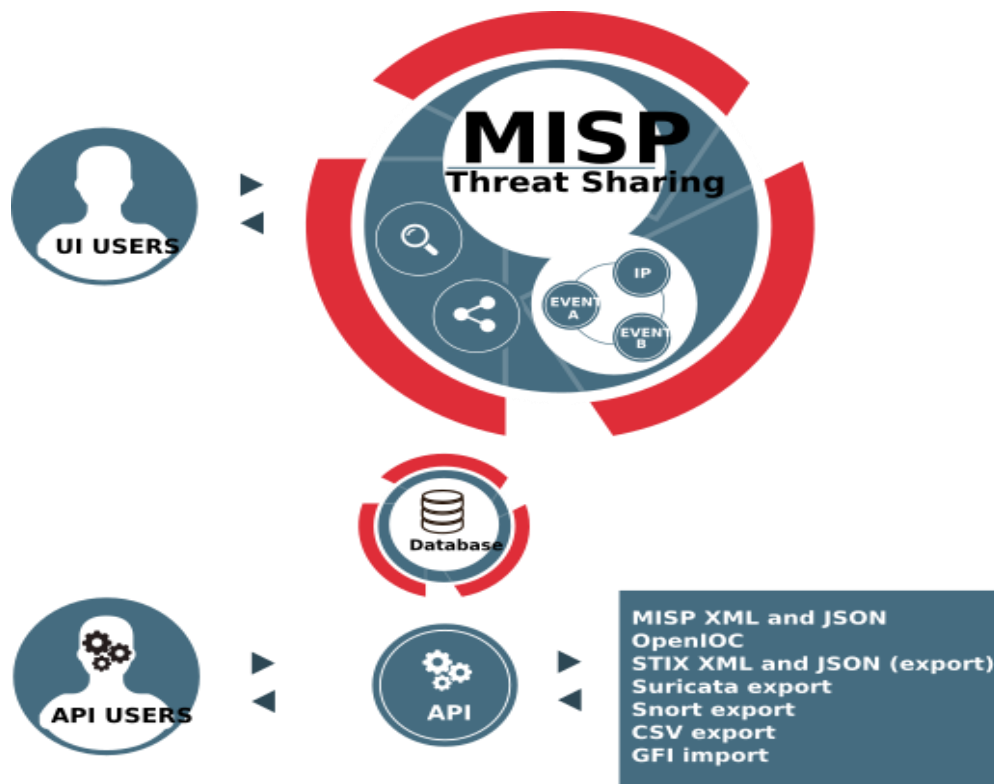 MISP
Threat Sharing
UI USERS
IP
EVENT
A
EVENT
B
Database
API USERS
API
MISP XML and JSON
OpenIOC
STIX XML and JSON (export)
Suricata export
Snort export
CSV export
GFI import